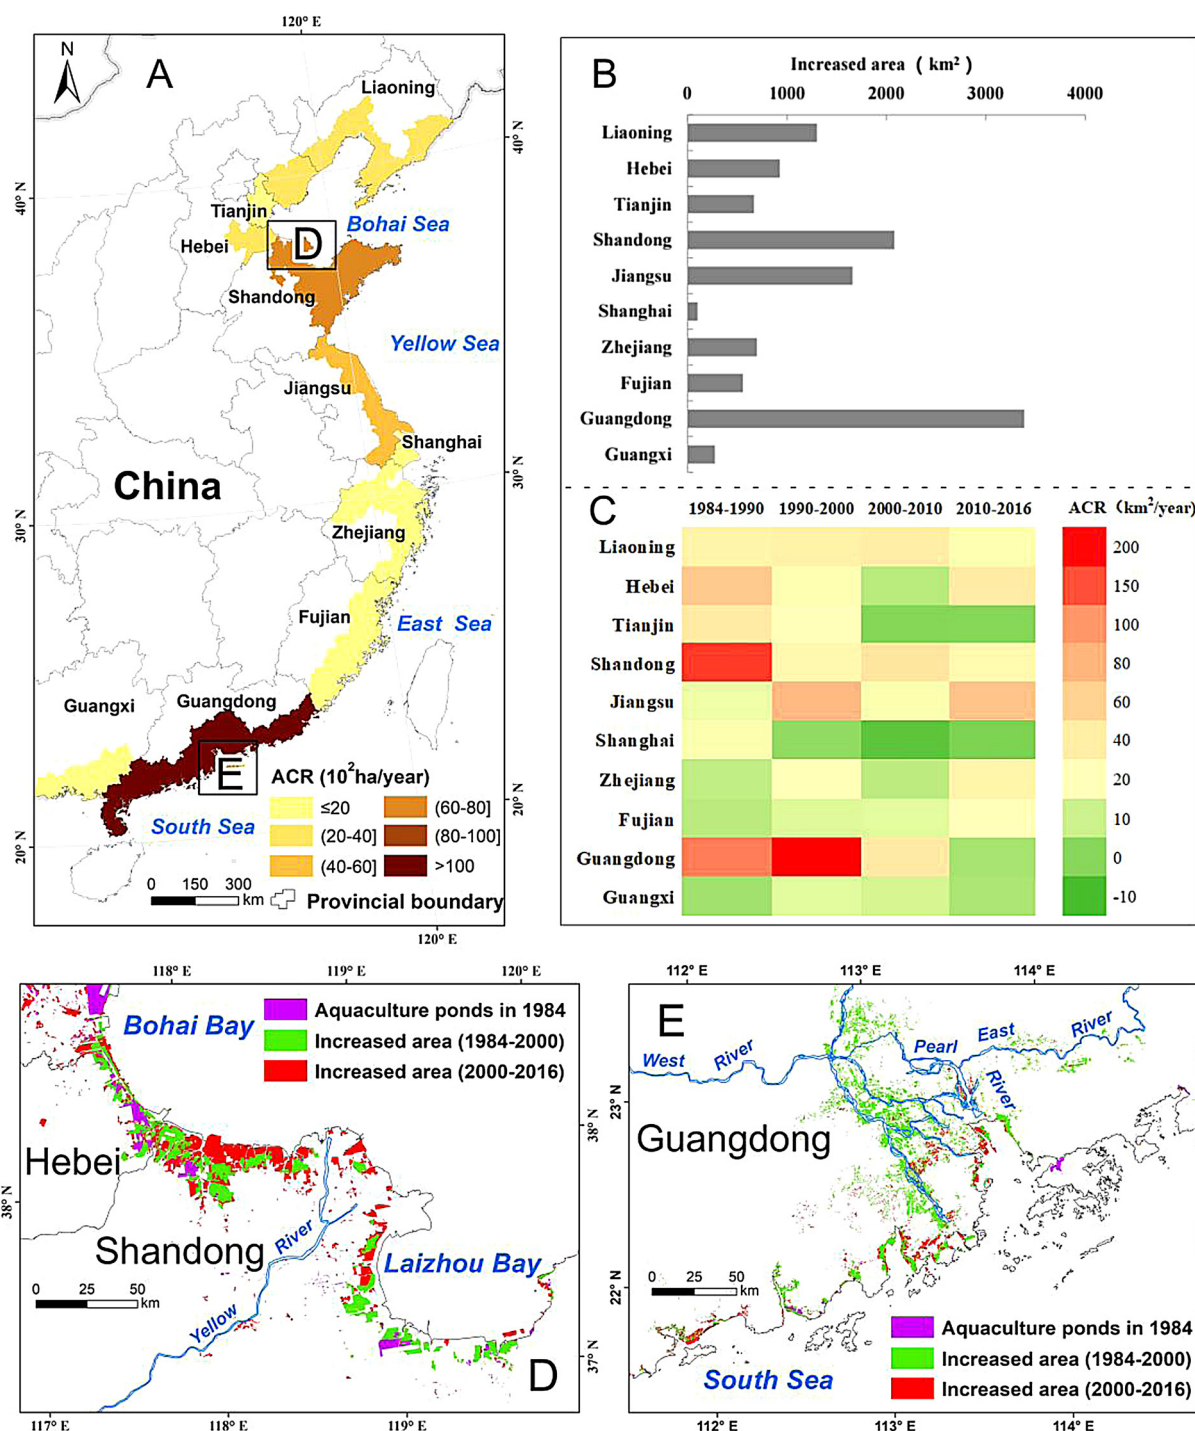 120° E
N
A
Liaoning
40° N
40° N
Tianjin
Bohai Sea
Hebei
D
Shandong
Yellow Sea
Jiangsu
Shanghai
China
30° N
30° N
Zhejiang
Fujian
East Sea
Guangxi
Guangdong
E
ACR (10²ha/year)
≤20
(60-80]
(20-40]
(80-100]
(40-60]
>100
South Sea
20° N
20° N
0 150 300
km
Provincial boundary
120° E
B
Increased area ( km² )
0 1000 2000 3000 4000
Liaoning
Hebei
Tianjin
Shandong
Jiangsu
Shanghai
Zhejiang
Fujian
Guangdong
Guangxi
C
1984-1990 1990-2000 2000-2010 2010-2016
ACR (km²/year)
Liaoning
Hebei
Tianjin
Shandong
Jiangsu
Shanghai
Zhejiang
Fujian
Guangdong
Guangxi
200
150
100
80
60
40
20
10
0
-10
118° E 119° E 120° E
Bohai Bay
Aquaculture ponds in 1984
Increased area (1984-2000)
Increased area (2000-2016)
Hebei
38° N
38° N
Shandong
Yellow River
Laizhou Bay
0 25 50
km
37° N
D
117° E 118° E 119° E
112° E 113° E 114° E
E
West River
Pearl River
East River
23° N
23° N
Guangdong
22° N
22° N
0 25 50
km
South Sea
Aquaculture ponds in 1984
Increased area (1984-2000)
Increased area (2000-2016)
112° E 113° E 114° E